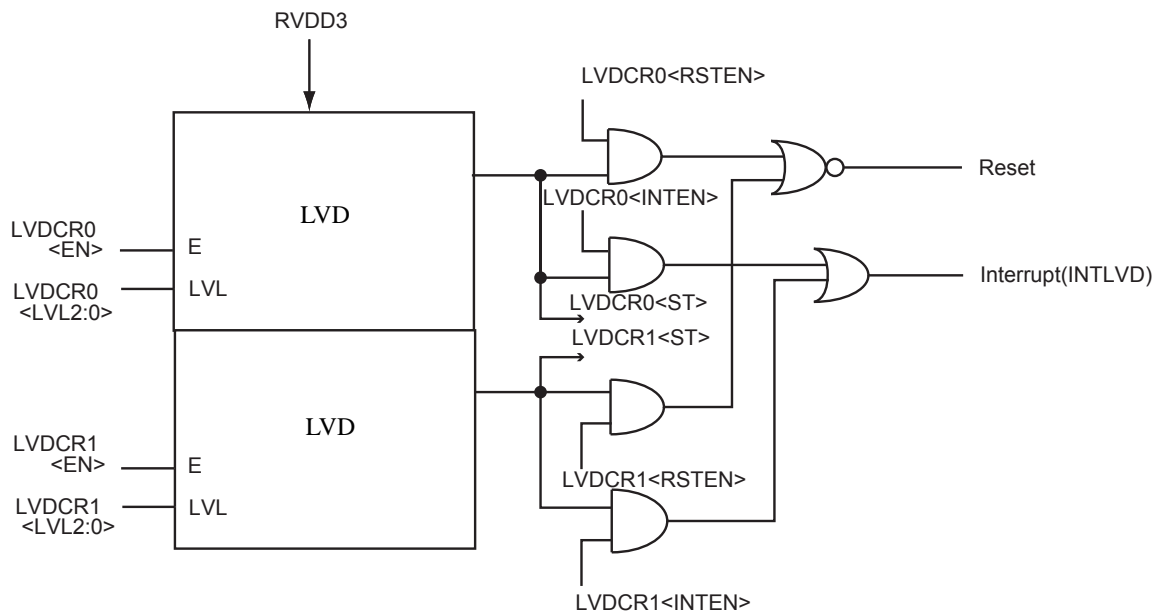 RVDD3
LVDCR0<RSTEN>
Reset
LVDCR0<INTEN>
LVD
LVDCR0
<EN>
E
Interrupt(INTLVD)
LVDCR0
<LVL2:0>
LVL
LVDCR0<ST>
LVDCR1<ST>
LVD
LVDCR1
<EN>
E
LVDCR1<RSTEN>
LVDCR1
<LVL2:0>
LVL
LVDCR1<INTEN>